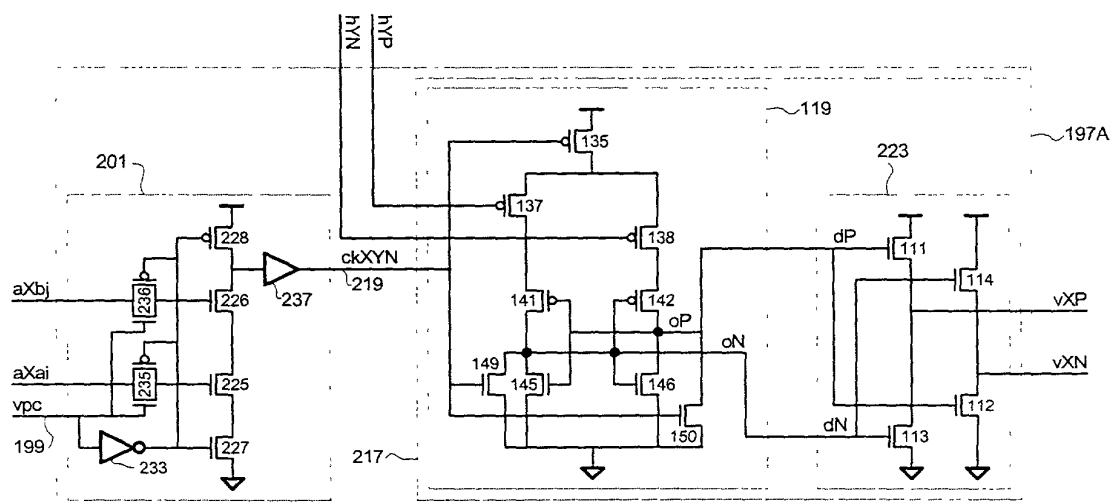 hYN
hYP
119
197A
201
223
135
137
138
228
237
ckXYN
219
dP
111
114
aXbj
236
226
141
142
vXP
oP
oN
aXai
235
225
149
145
146
vXN
vpc
150
112
199
233
227
217
dN
113